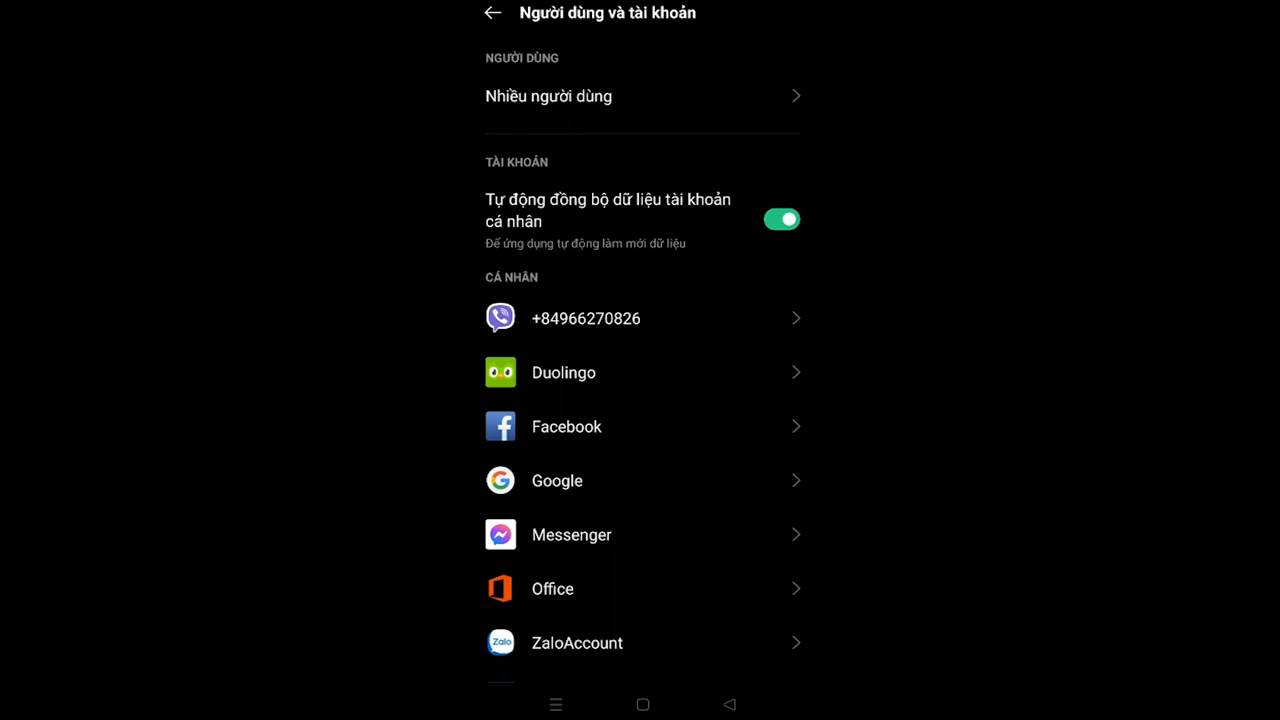 Người dùng và tài khoản
NGƯỜI DÙNG
Nhiều người dùng
TÀI KHOẢN
Tự động đồng bộ dữ liệu tài khoản
cá nhân
Để ứng dụng tự động làm mới dữ liệu
CÁ NHÂN
+84966270826
Duolingo
Facebook
Google
Messenger
Office
Zalo
ZaloAccount